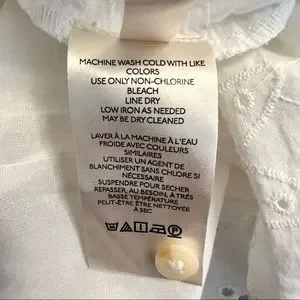 MACHINE WASH COLD WITH LIKE
COLORS
USE ONLY NON-CHLORINE
BLEACH
LINE DRY
LOW IRON AS NEEDED
MAY BE DRY CLEANED
LAVER À LA MACHINE À L'EAU
FROIDE AVEC COULEURS
SIMILAIRES
UTILISER UN AGENT DE
BLANCHIMENT SANS CHLORE SI
NÉCESSAIRE
SUSPENDRE POUR SÉCHER
REPASSER, AU BESOIN, À TRÈS
BASSE TEMPÉRATURE
PEUT-ÊTRE ÊTRE NETTOYÉE
À SEC